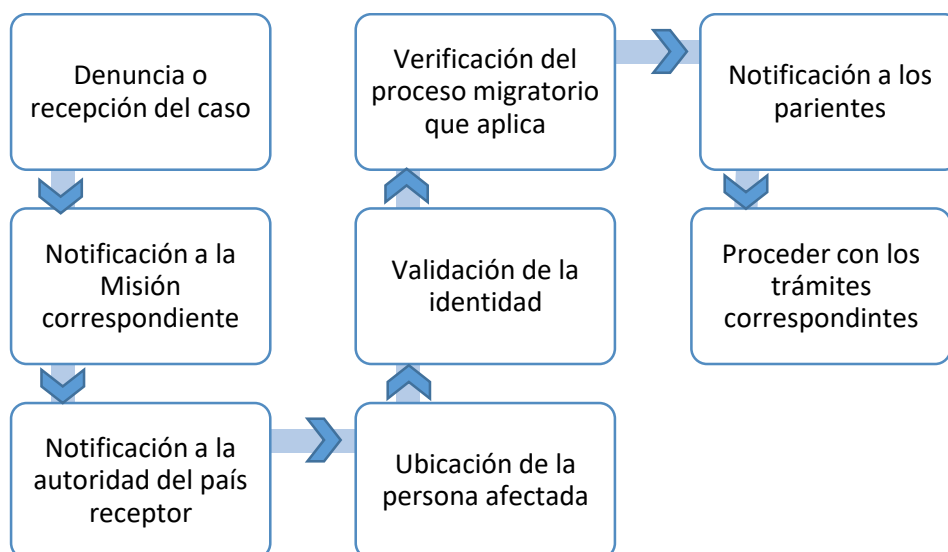 Denuncia o
recepción del caso
Notificación a la
Misión
correspondiente
Notificación a la
autoridad del país
receptor
Ubicación de la
persona afectada
Validación de la
identidad
Verificación del
proceso migratorio
que aplica
Notificación a los
parientes
Proceder con los
trámites
correspondintes